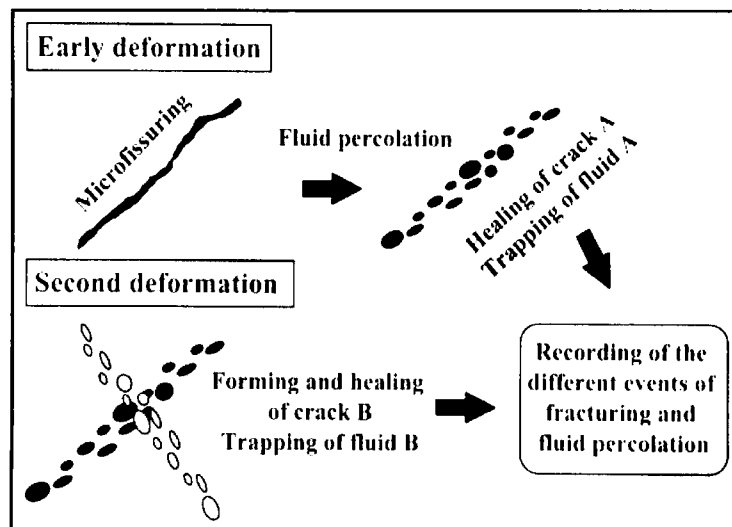 Early deformation
Microfissuring
Fluid percolation
Healing of crack A
Trapping of fluid A
Second deformation
Forming and healing
of crack B
Trapping of fluid B
Recording of the
different events of
fracturing and
fluid percolation